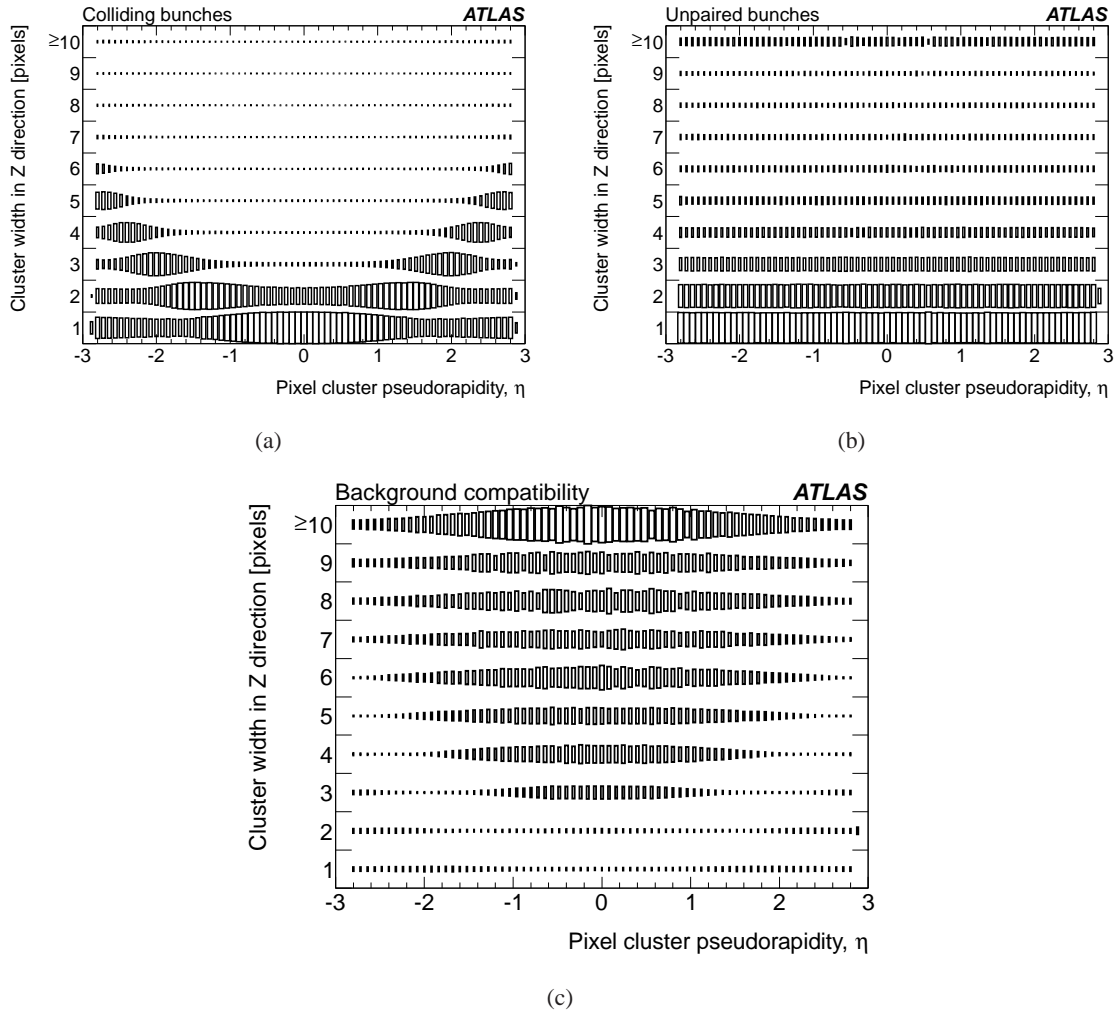 Colliding bunches ATLAS
Cluster width in Z direction [pixels]
≥10
9
8
7
6
5
4
3
2
1
-3 -2 -1 0 1 2 3
Pixel cluster pseudorapidity, η
(a)
Unpaired bunches ATLAS
Cluster width in Z direction [pixels]
≥10
9
8
7
6
5
4
3
2
1
-3 -2 -1 0 1 2 3
Pixel cluster pseudorapidity, η
(b)
Background compatibility ATLAS
Cluster width in Z direction [pixels]
≥10
9
8
7
6
5
4
3
2
1
-3 -2 -1 0 1 2 3
Pixel cluster pseudorapidity, η
(c)